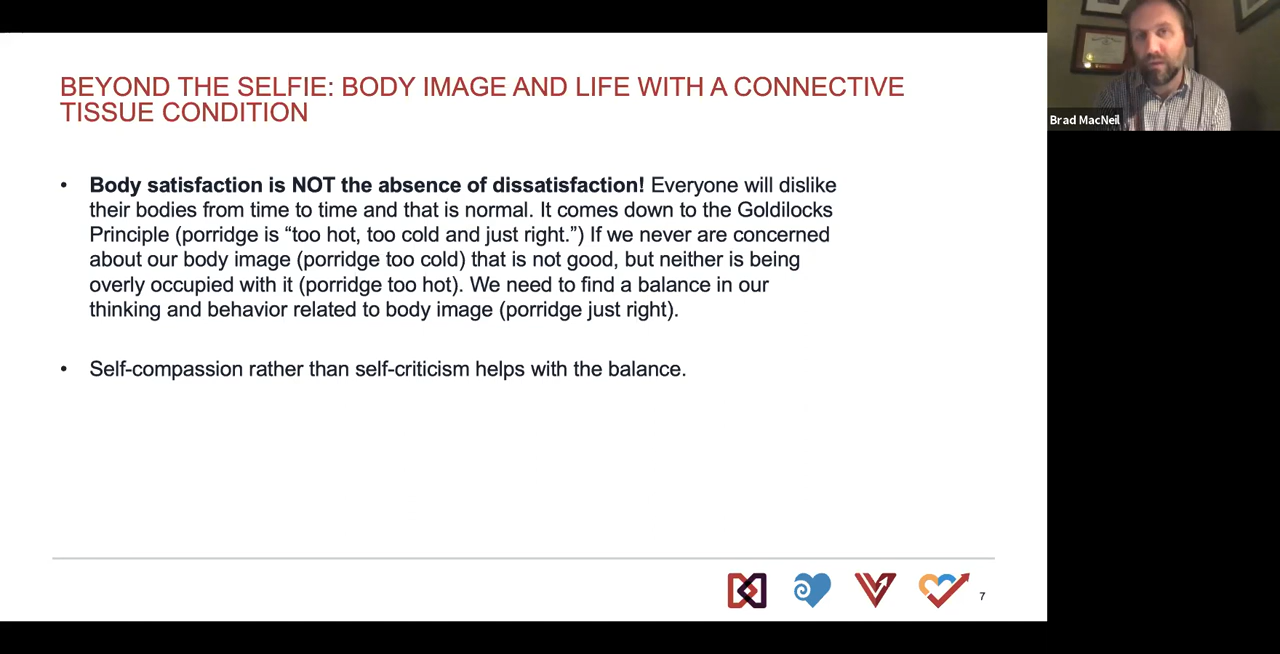 BEYOND THE SELFIE: BODY IMAGE AND LIFE WITH A CONNECTIVE
TISSUE CONDITION
• Body satisfaction is NOT the absence of dissatisfaction! Everyone will dislike
their bodies from time to time and that is normal. It comes down to the Goldilocks
Principle (porridge is “too hot, too cold and just right.”) If we never are concerned
about our body image (porridge too cold) that is not good, but neither is being
overly occupied with it (porridge too hot). We need to find a balance in our
thinking and behavior related to body image (porridge just right).
• Self-compassion rather than self-criticism helps with the balance.
7
Brad MacNeil